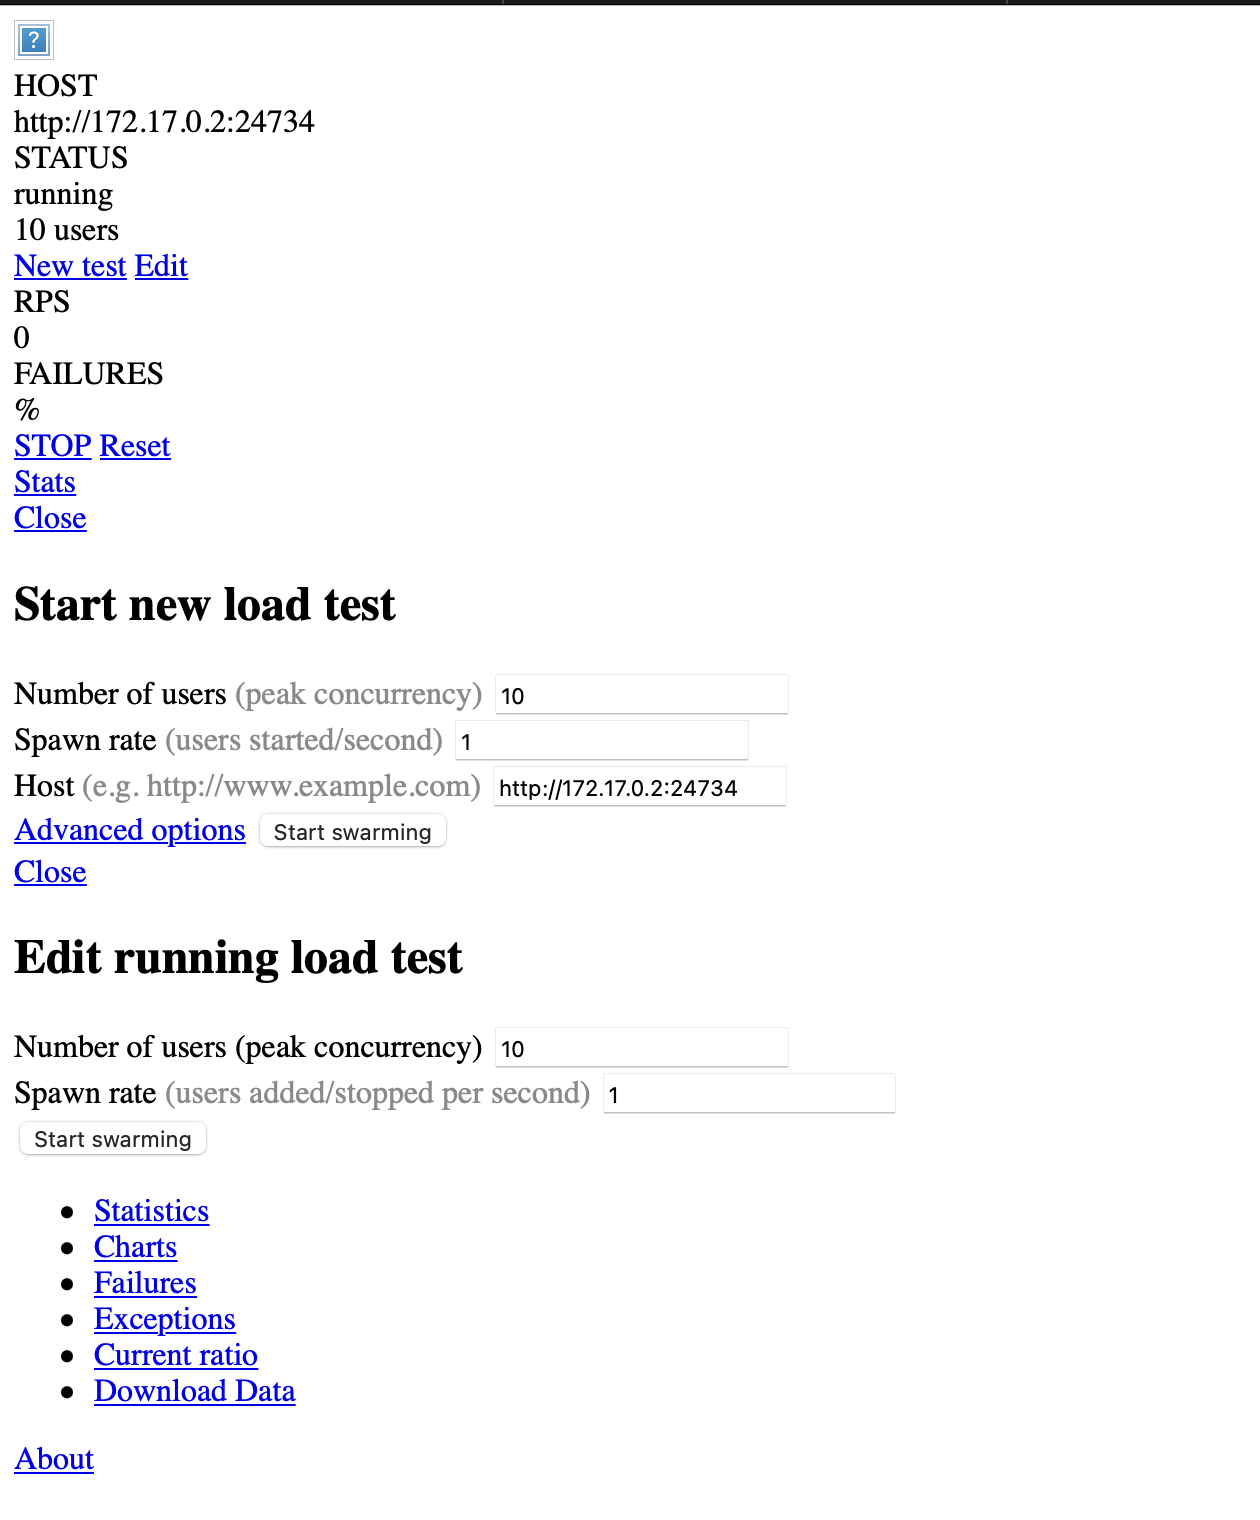 ?
HOST
http://172.17.0.2:24734
STATUS
running
10 users
New test Edit
RPS
0
FAILURES
%
STOP Reset
Stats
Close
Start new load test
Number of users (peak concurrency) 10
Spawn rate (users started/second) 1
Host (e.g. http://www.example.com) http://172.17.0.2:24734
Advanced options Start swarming
Close
Edit running load test
Number of users (peak concurrency) 10
Spawn rate (users added/stopped per second) 1
Start swarming
Statistics
Charts
Failures
Exceptions
Current ratio
Download Data
About